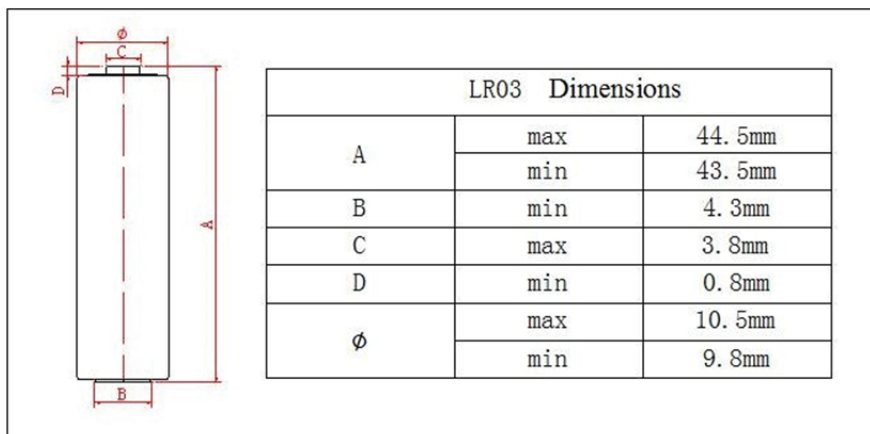 ϕ
C
D
A
B
LR03 Dimensions
A max 44.5mm
min 43.5mm
B min 4.3mm
C max 3.8mm
D min 0.8mm
ϕ max 10.5mm
min 9.8mm